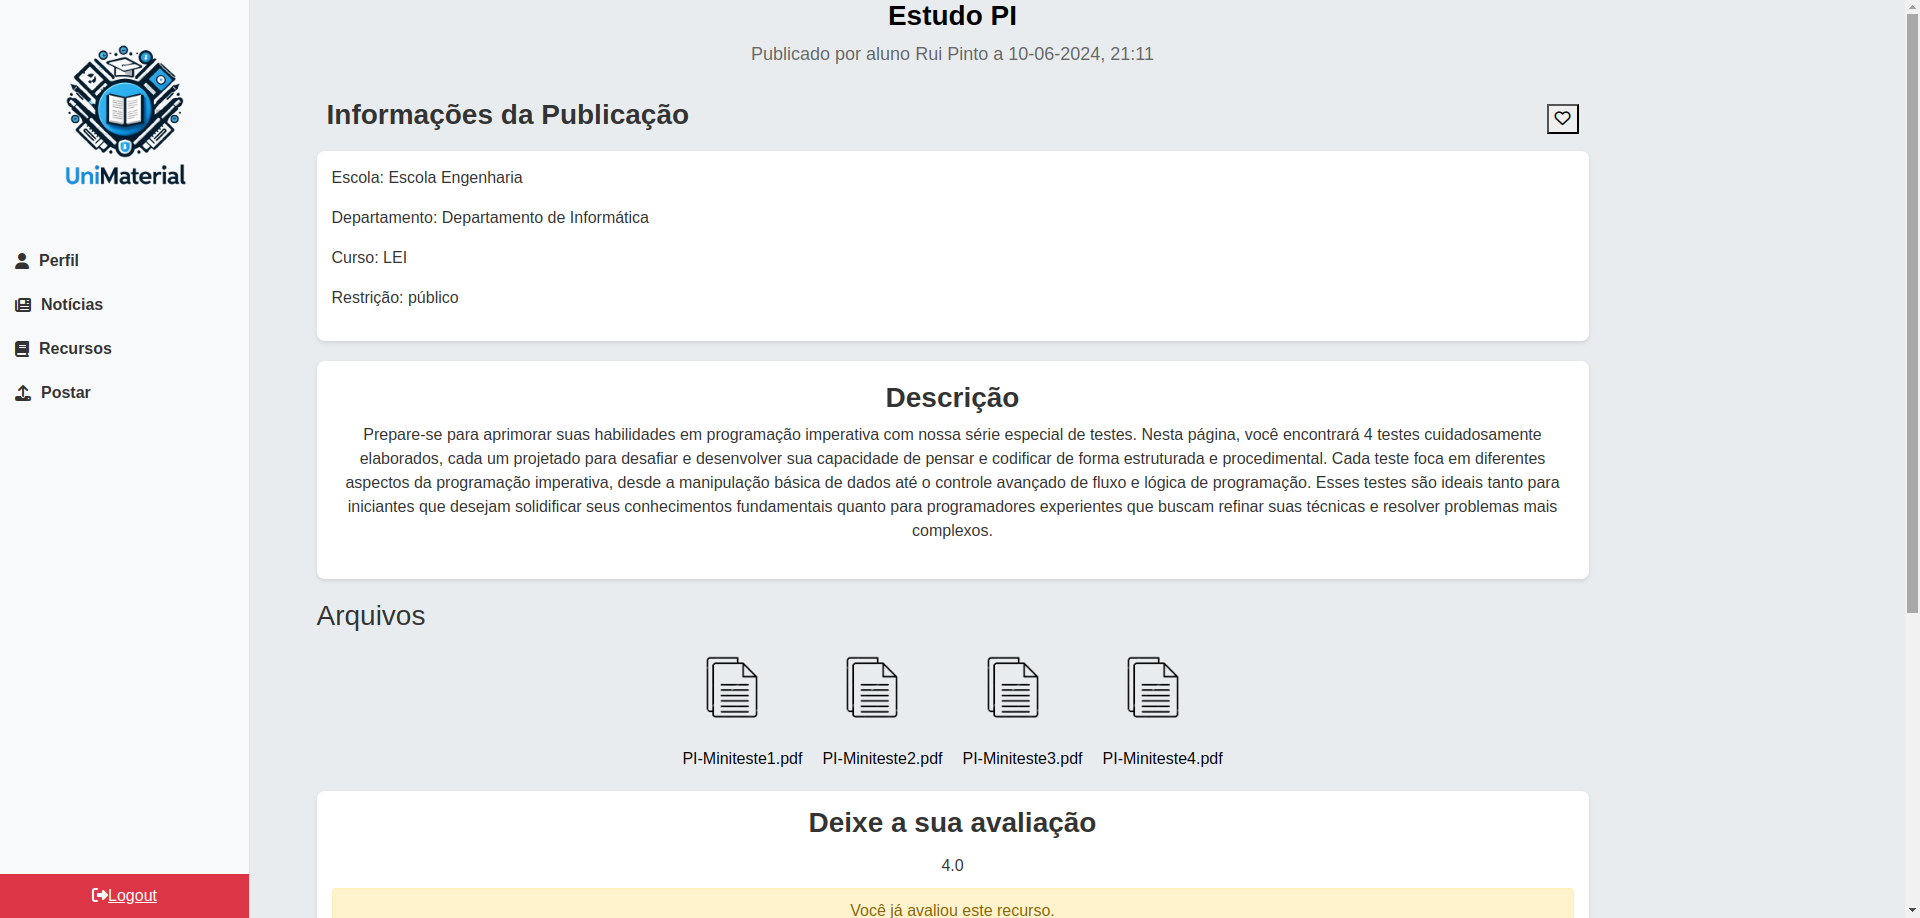 UniMaterial
Perfil
Notícias
Recursos
Postar
Logout
Estudo PI
Publicado por aluno Rui Pinto a 10-06-2024, 21:11
Informações da Publicação
Escola: Escola Engenharia
Departamento: Departamento de Informática
Curso: LEI
Restrição: público
Descrição
Prepare-se para aprimorar suas habilidades em programação imperativa com nossa série especial de testes. Nesta página, você encontrará 4 testes cuidadosamente
elaborados, cada um projetado para desafiar e desenvolver sua capacidade de pensar e codificar de forma estruturada e procedimental. Cada teste foca em diferentes
aspectos da programação imperativa, desde a manipulação básica de dados até o controle avançado de fluxo e lógica de programação. Esses testes são ideais tanto para
iniciantes que desejam solidificar seus conhecimentos fundamentais quanto para programadores experientes que buscam refinar suas técnicas e resolver problemas mais
complexos.
Arquivos
PI-Miniteste1.pdf PI-Miniteste2.pdf PI-Miniteste3.pdf PI-Miniteste4.pdf
Deixe a sua avaliação
4.0
Você já avaliou este recurso.